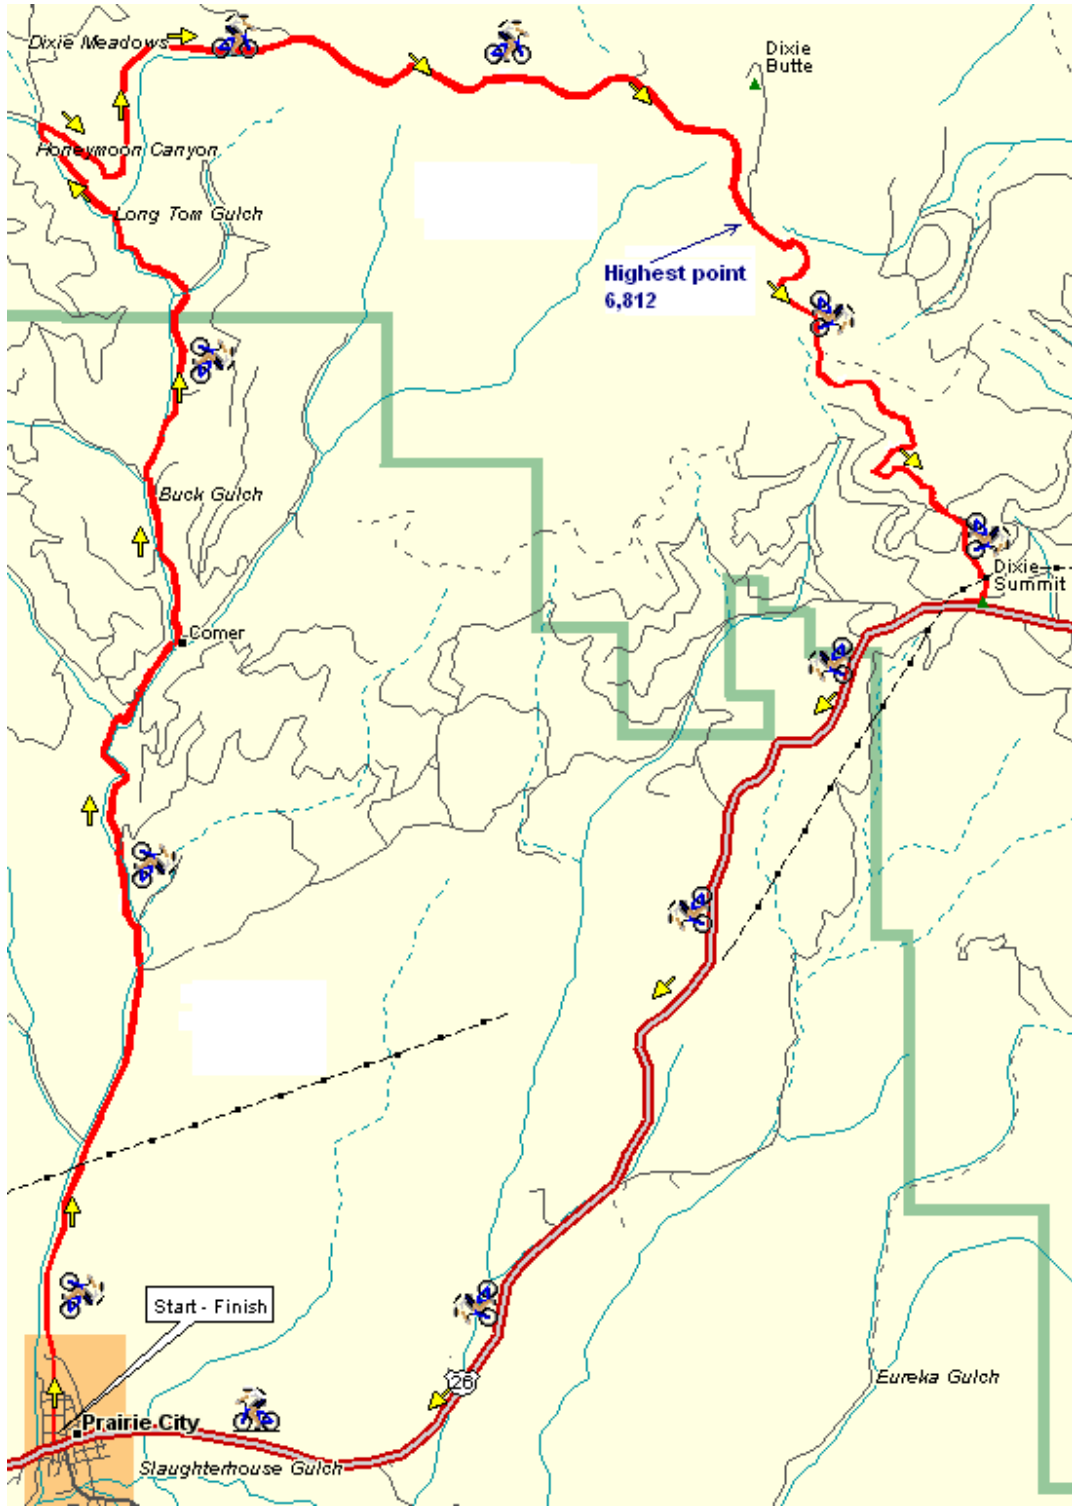 Dixie Meadows
Dixie
Butte
Honeymoon Canyon
Long Tom Gulch
Highest point
6,812
Buck Gulch
Dixie
Summit
Comer
Start - Finish
26
Eureka Gulch
Prairie City
Slaughterhouse Gulch